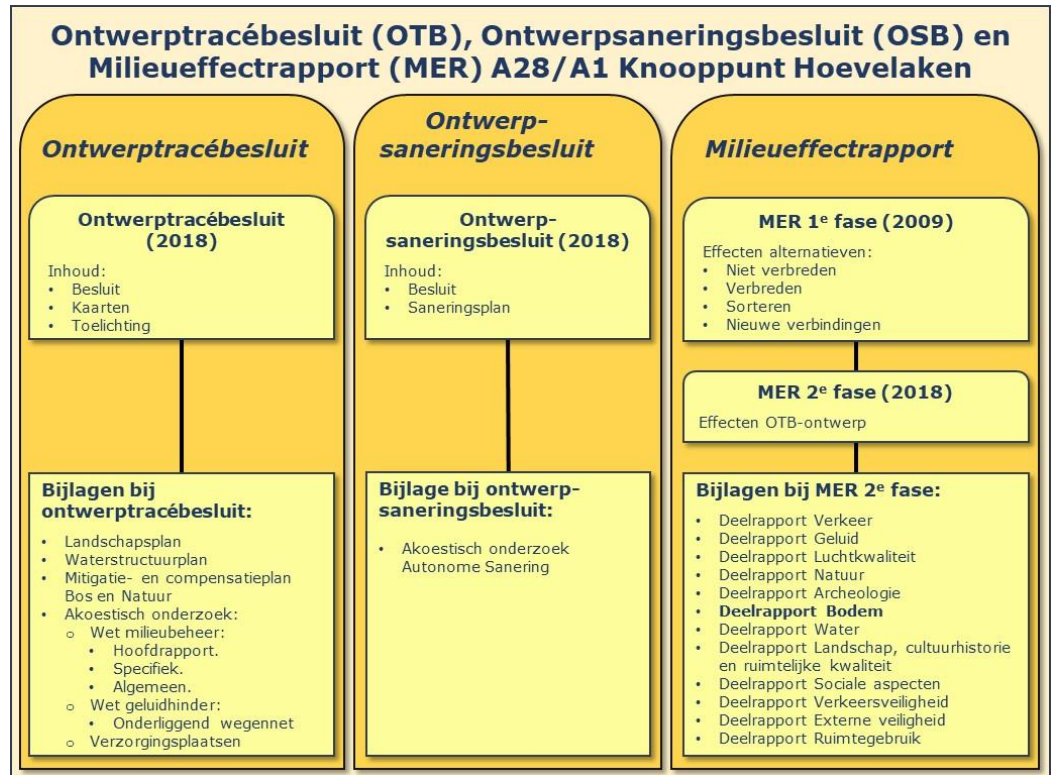 Ontwerptracébesluit (OTB), Ontwerpsaneringsbesluit (OSB) en
Milieueffectrapport (MER) A28/A1 Knooppunt Hoevelaken
Ontwerptracébesluit
Ontwerptracébesluit
(2018)
Inhoud:
• Besluit
• Kaarten
• Toelichting
Bijlagen bij
ontwerptracébesluit:
• Landschapsplan
• Waterstructuurplan
• Mitigatie- en compensatieplan
Bos en Natuur
• Akoestisch onderzoek:
o Wet milieubeheer:
• Hoofdrapport.
• Specifiek.
• Algemeen.
o Wet geluidhinder:
• Onderliggend wegennet
o Verzorgingsplaatsen
Ontwerp-
saneringsbesluit
Ontwerp-
saneringsbesluit (2018)
Inhoud:
• Besluit
• Saneringsplan
Bijlage bij ontwerp-
saneringsbesluit:
• Akoestisch onderzoek
Autonome Sanering
Milieueffectrapport
MER 1e fase (2009)
Effecten alternatieven:
• Niet verbreden
• Verbreden
• Sorteren
• Nieuwe verbindingen
MER 2e fase (2018)
Effecten OTB-ontwerp
Bijlagen bij MER 2e fase:
• Deelrapport Verkeer
• Deelrapport Geluid
• Deelrapport Luchtkwaliteit
• Deelrapport Natuur
• Deelrapport Archeologie
• Deelrapport Bodem
• Deelrapport Water
• Deelrapport Landschap, cultuurhistorie
en ruimtelijke kwaliteit
• Deelrapport Sociale aspecten
• Deelrapport Verkeersveiligheid
• Deelrapport Externe veiligheid
• Deelrapport Ruimtegebruik